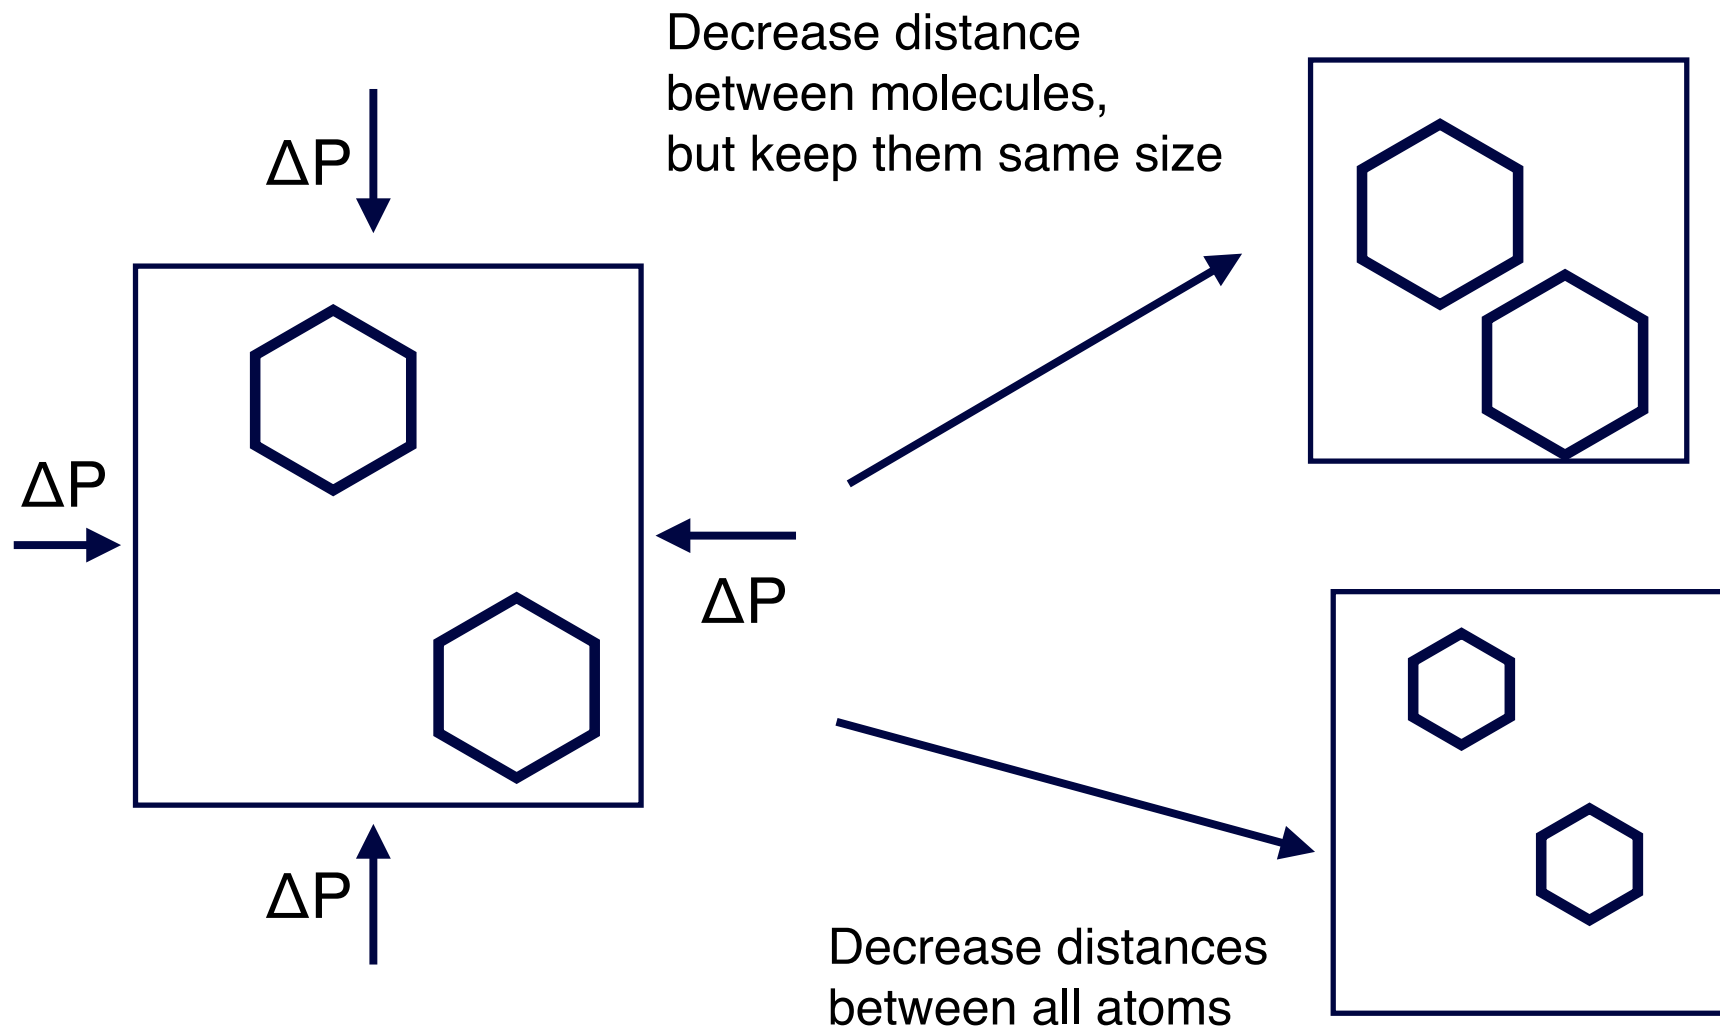 Decrease distance
between molecules,
but keep them same size
ΔP
ΔP
ΔP
ΔP
Decrease distances
between all atoms